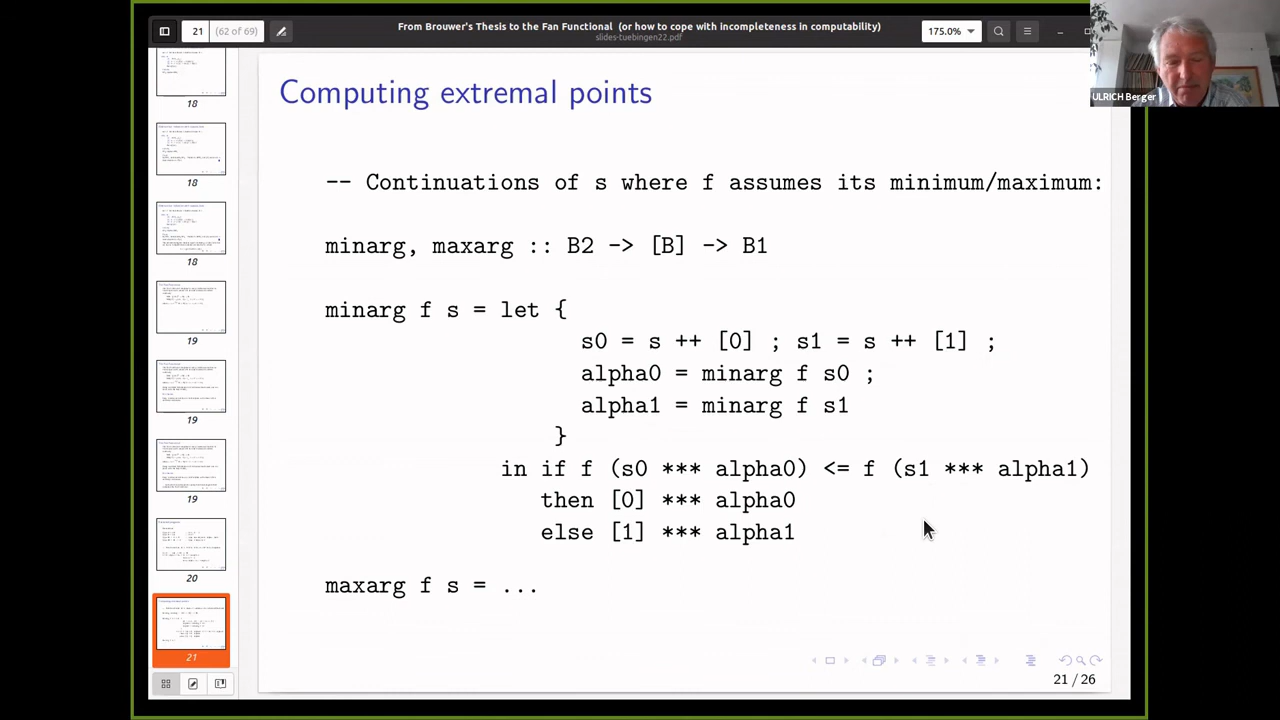 21 (62 of 69)
From Brouwer's Thesis to the Fan Functional (or how to cope with incompleteness in computability)
slides-tuebingen22.pdf
175.0%
ULRICH Berger
18
18
18
19
19
19
20
21
Computing extremal points
-- Continuations of s where f assumes its minimum/maximum:
minarg, maxarg :: B2 -> [B] -> B1
minarg f s = let {
s0 = s ++ [0] ; s1 = s ++ [1] ;
alpha0 = minarg f s0 ;
alpha1 = minarg f s1
}
in if f (s0 *** alpha0) <= f (s1 *** alpha1)
then [0] *** alpha0
else [1] *** alpha1
maxarg f s = ...
21 / 26